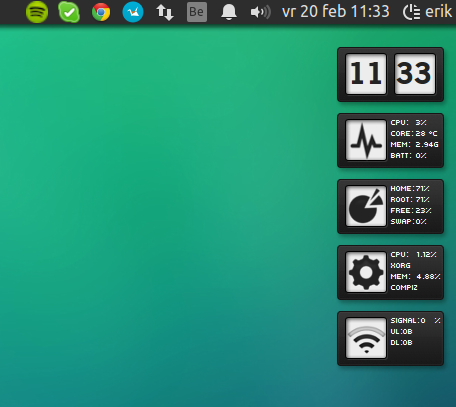 Be vr 20 feb 11:33 erik
11 33
CPU: 3%
CORE:28 °C
MEM: 2.94G
BATT: 0%
HOME:71%
ROOT: 71%
FREE:23%
SWAP:0%
CPU: 1.12%
XORG
MEM: 4.88%
COMPIZ
SIGNAL:0 %
UL:0B
DL:0B